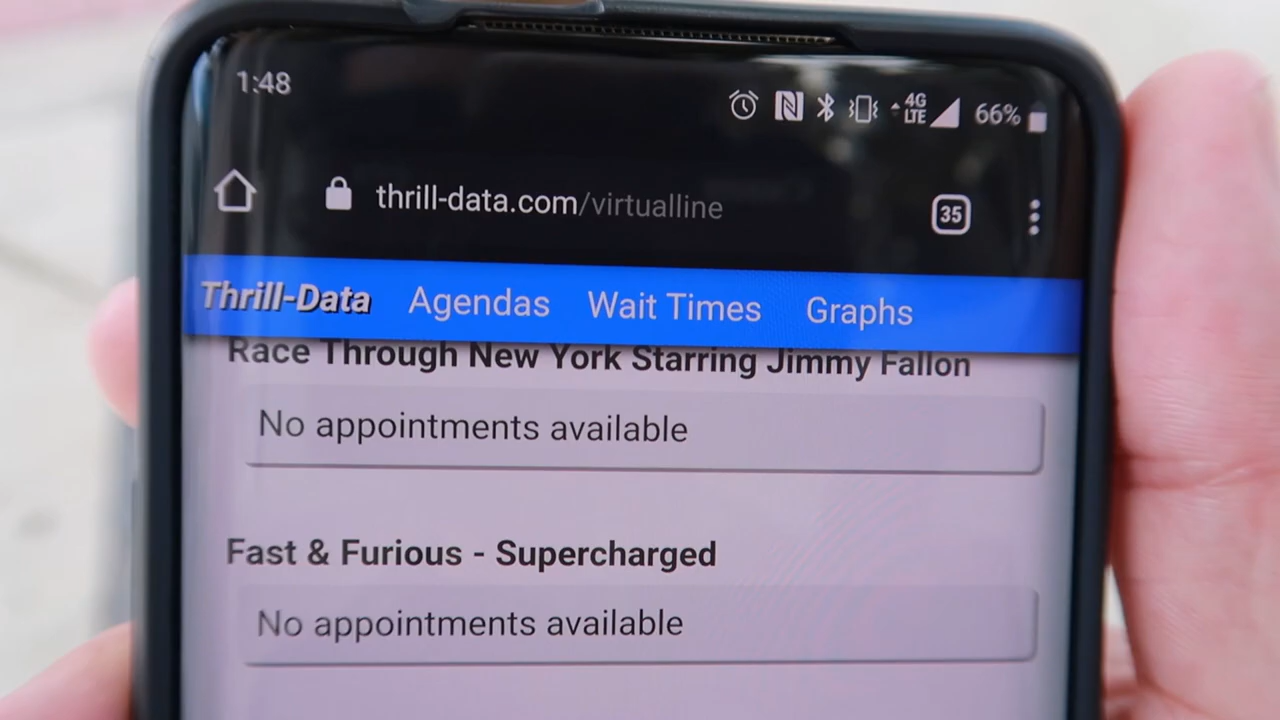 1:48
4G
LTE
66%
thrill-data.com/virtualline
35
Thrill-Data Agendas Wait Times Graphs
Race Through New York Starring Jimmy Fallon
No appointments available
Fast & Furious - Supercharged
No appointments available